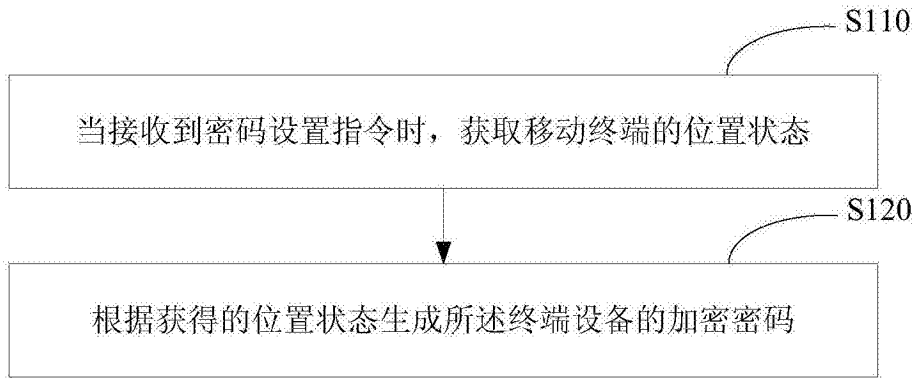 S110
当接收到密码设置指令时，获取移动终端的位置状态
S120
根据获得的位置状态生成所述终端设备的加密密码